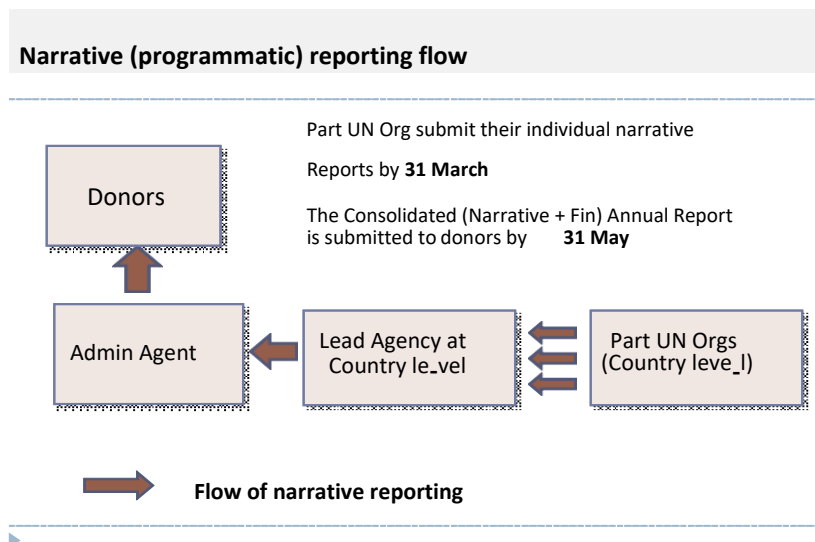 Narrative (programmatic) reporting flow
Part UN Org submit their individual narrative
Reports by 31 March
The Consolidated (Narrative + Fin) Annual Report
is submitted to donors by 31 May
Donors
Admin Agent
Lead Agency at
Country le_vel
Part UN Orgs
(Country leve_l)
Flow of narrative reporting